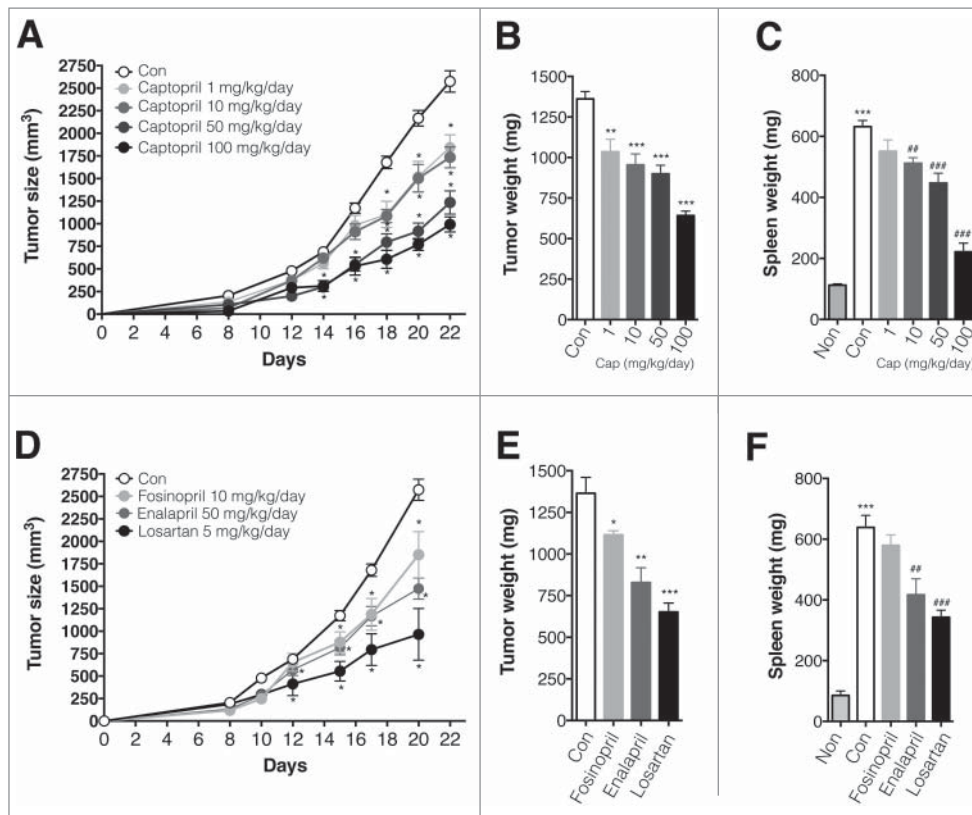 A
Tumor size (mm³)
2750
2500
2250
2000
1750
1500
1250
1000
750
500
250
0
Con
Captopril 1 mg/kg/day
Captopril 10 mg/kg/day
Captopril 50 mg/kg/day
Captopril 100 mg/kg/day
0 2 4 6 8 10 12 14 16 18 20 22
Days
B
Tumor weight (mg)
1500
1250
1000
750
500
250
0
** *** *** ***
Con 1 10 50 100
Cap (mg/kg/day)
C
Spleen weight (mg)
800
600
400
200
0
*** ## ### ###
Non Con 1 10 50 100
Cap (mg/kg/day)
D
Tumor size (mm³)
2750
2500
2250
2000
1750
1500
1250
1000
750
500
250
0
Con
Fosinopril 10 mg/kg/day
Enalapril 50 mg/kg/day
Losartan 5 mg/kg/day
0 2 4 6 8 10 12 14 16 18 20 22
Days
E
Tumor weight (mg)
1500
1250
1000
750
500
250
0
* ** ***
Con Fosinopril Enalapril Losartan
F
Spleen weight (mg)
800
600
400
200
0
*** ## ###
Non Con Fosinopril Enalapril Losartan